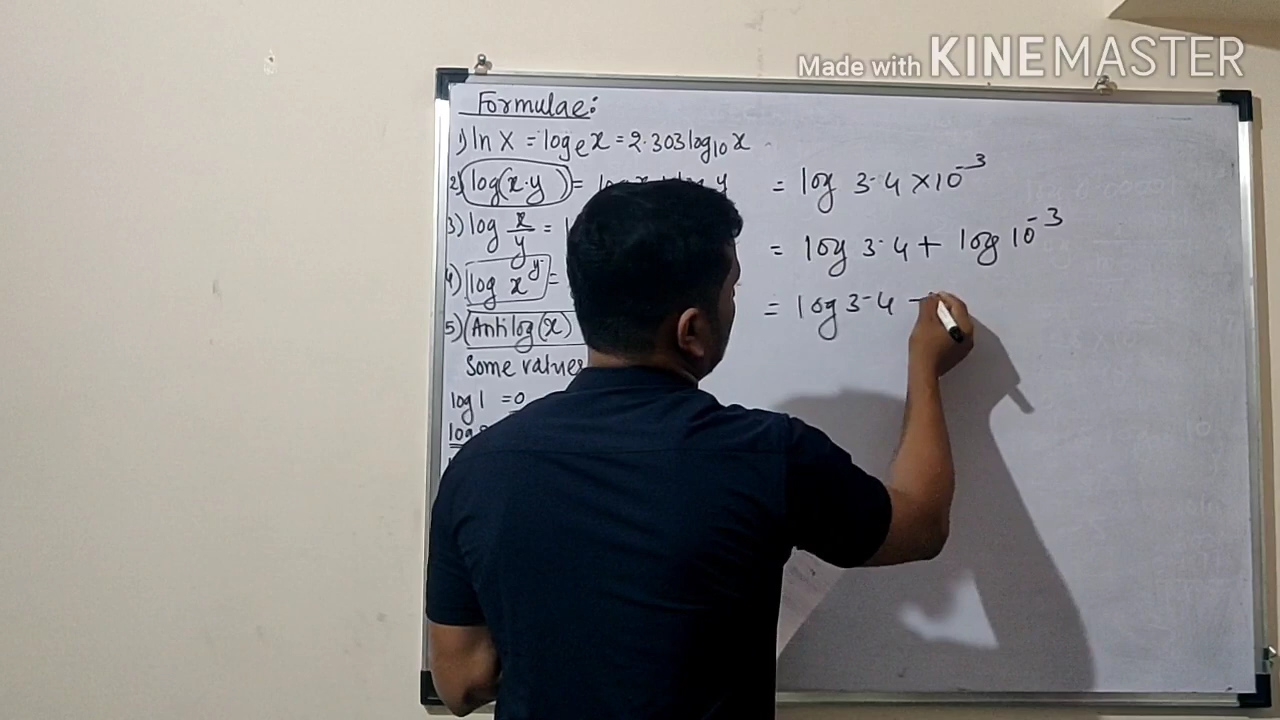 Made with KINEMASTER
Formulae:
1) ln X = log e x = 2.303 log10 x
2) log(x.y) =
= log 3.4 × 10^-3
3) log x/y =
= log 3.4 + log 10^-3
4) log x^y =
= log 3.4 -
5) Antilog(x)
Some values
log 1 = 0
log